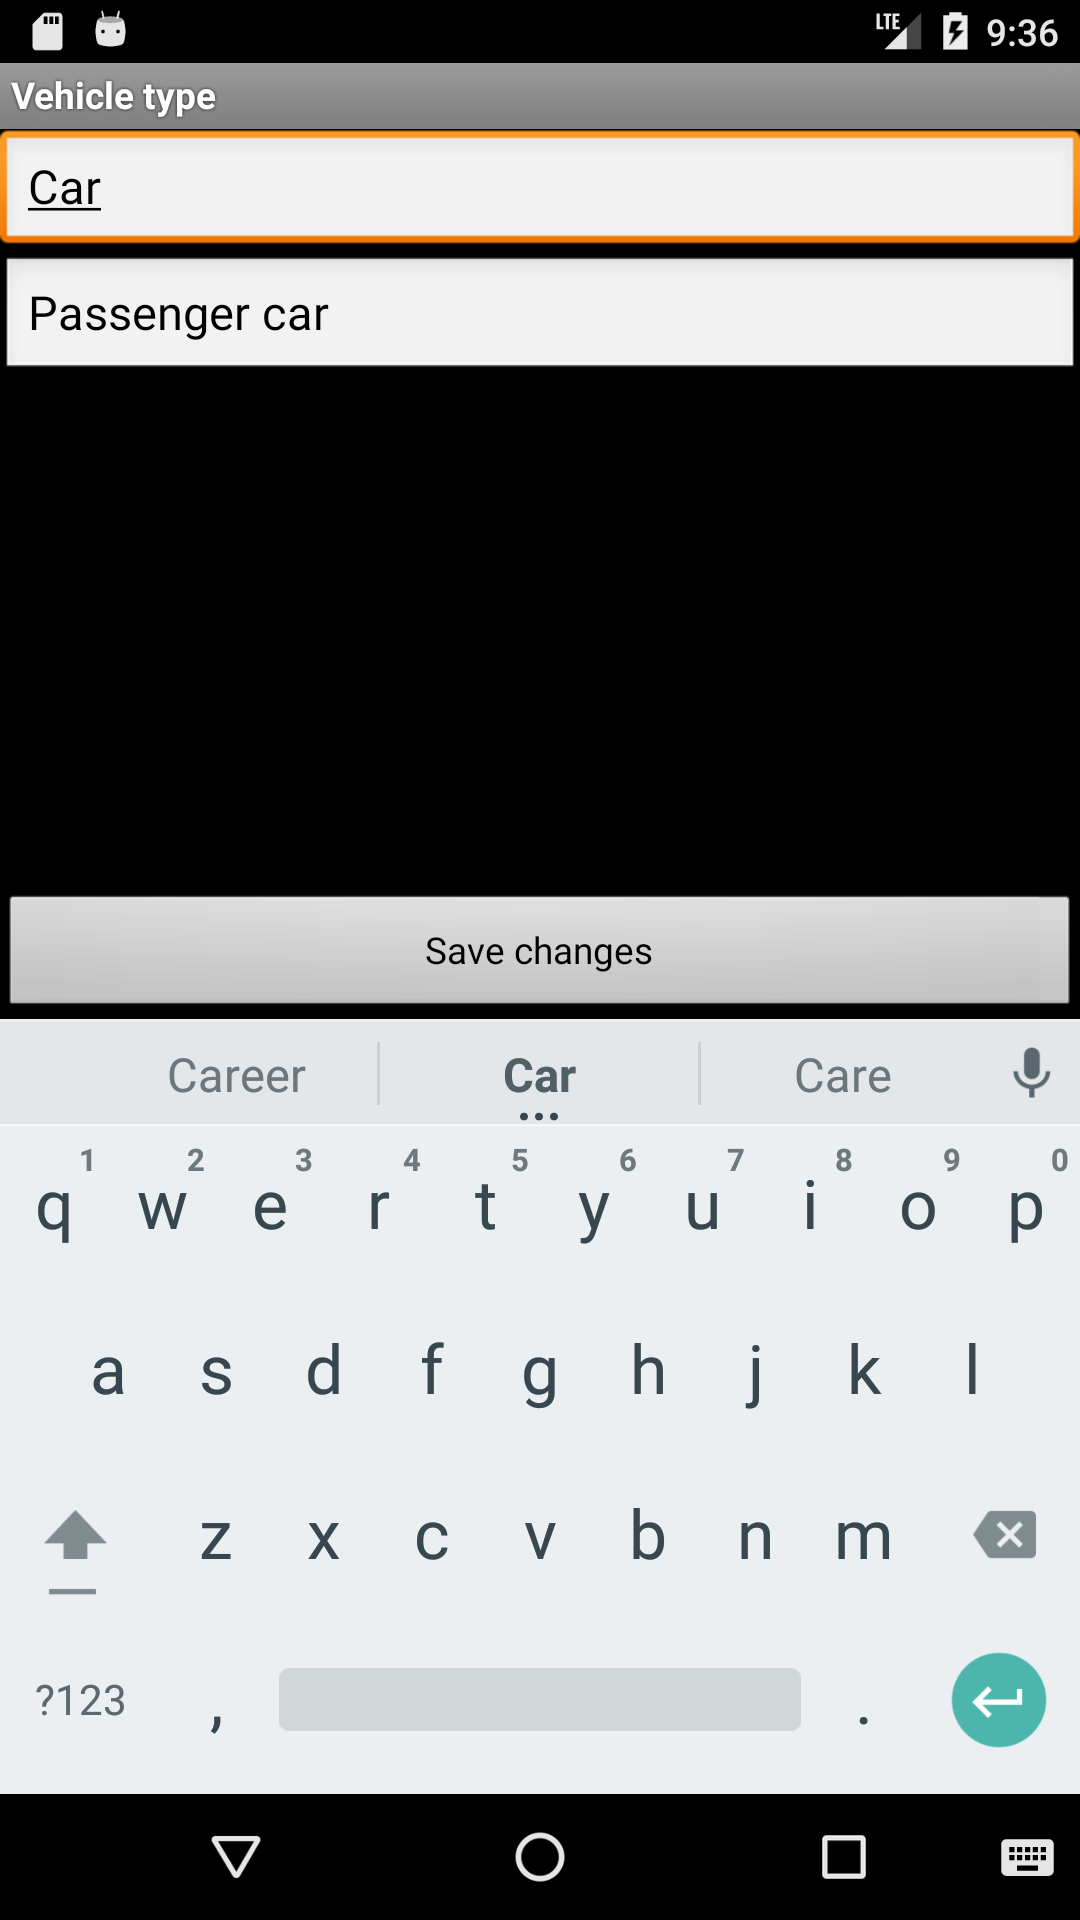 LTE 9:36
Vehicle type
Car
Passenger car
Save changes
Career Car Care
1 2 3 4 5 6 7 8 9 0
q w e r t y u i o p
a s d f g h j k l
z x c v b n m
?123 , .